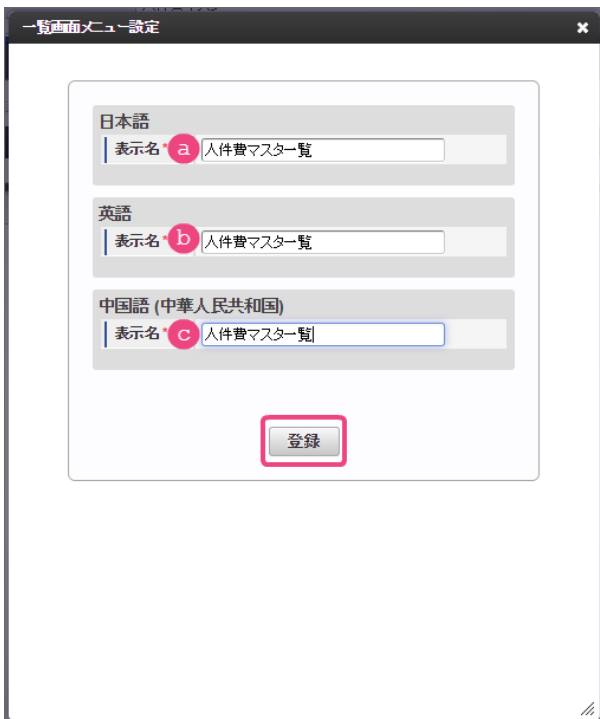 一覧画面メニュー設定
日本語
表示名* a 人件費マスタ一覧
英語
表示名* b 人件費マスタ一覧
中国語 (中華人民共和国)
表示名* c 人件費マスタ一覧
登録